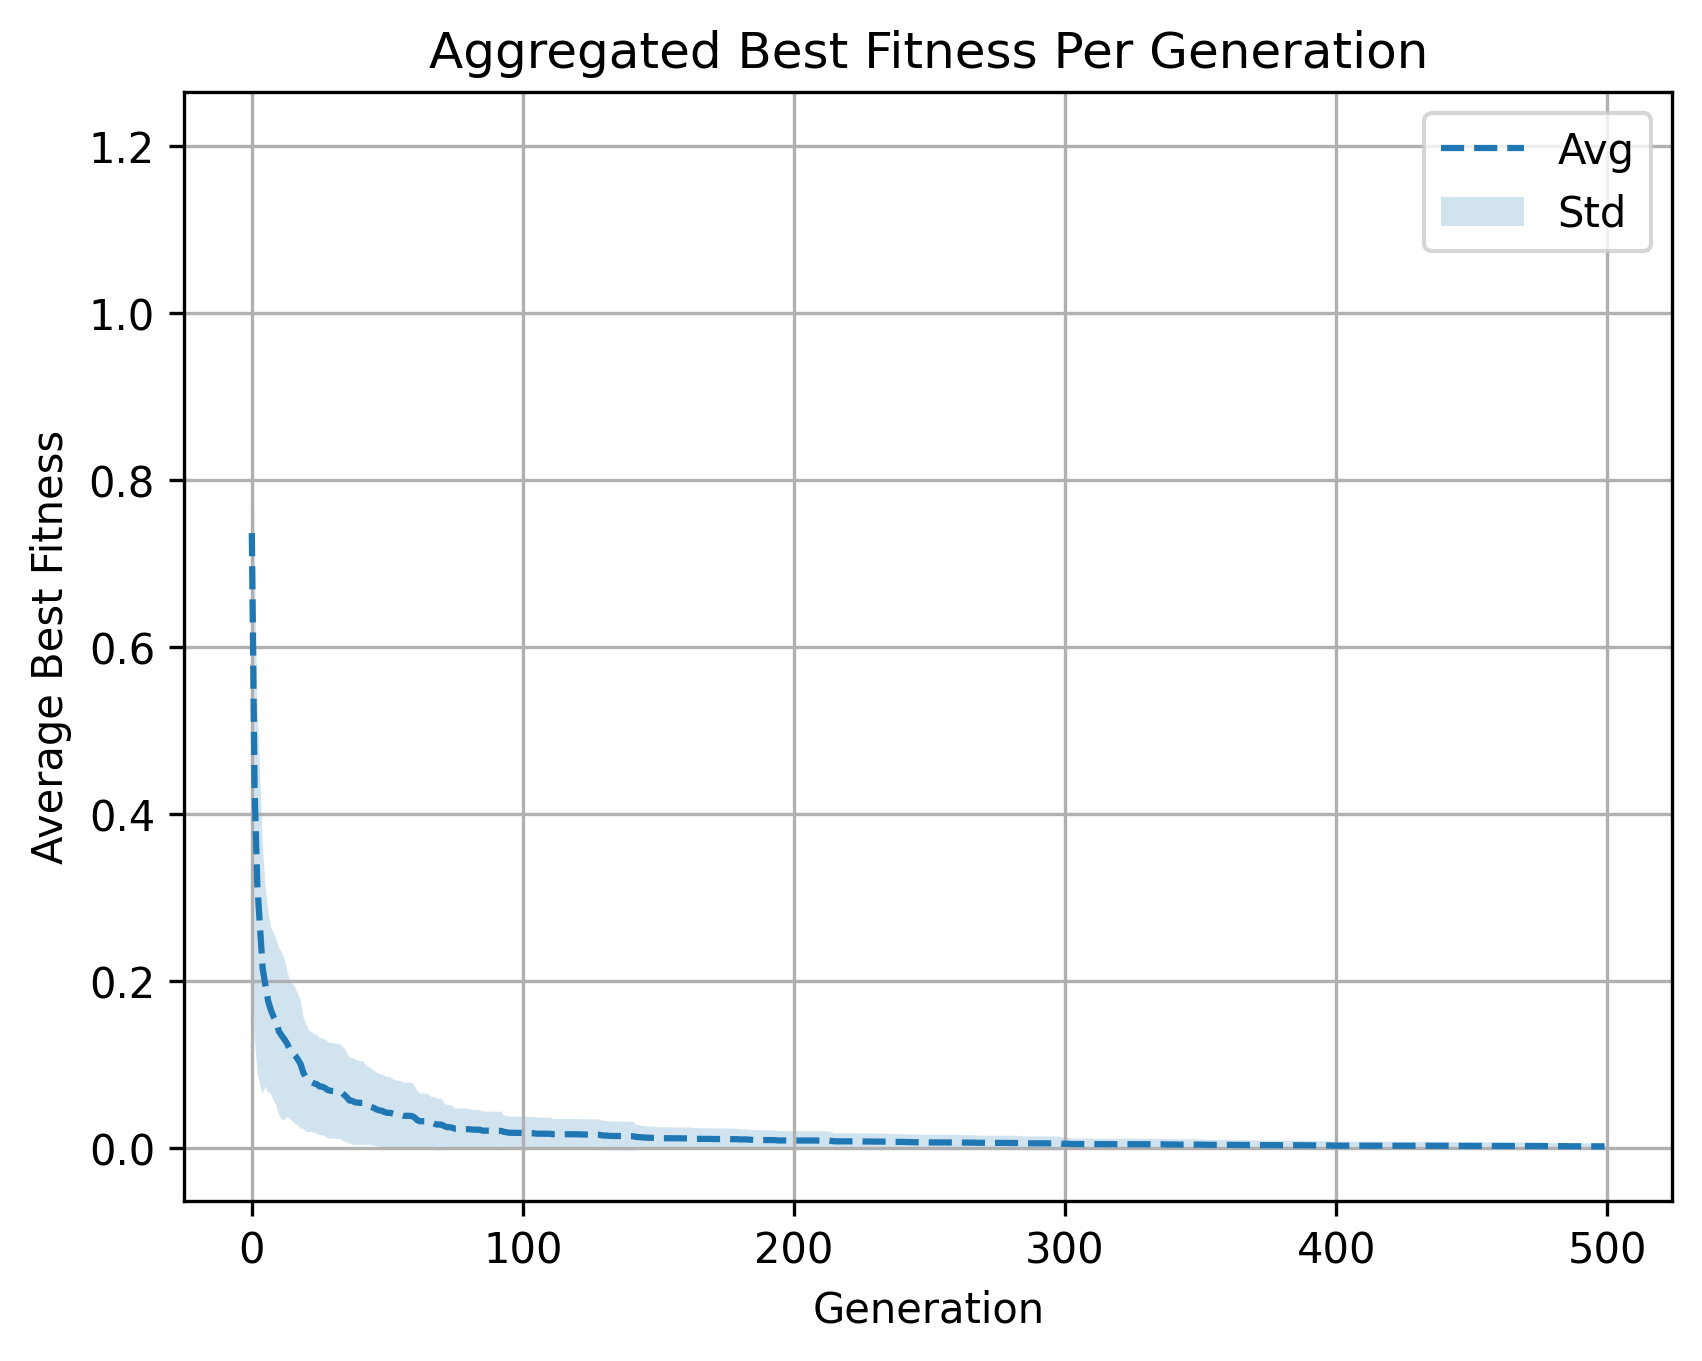 Aggregated Best Fitness Per Generation
Avg
Std
Average Best Fitness
1.2
1.0
0.8
0.6
0.4
0.2
0.0
0 100 200 300 400 500
Generation